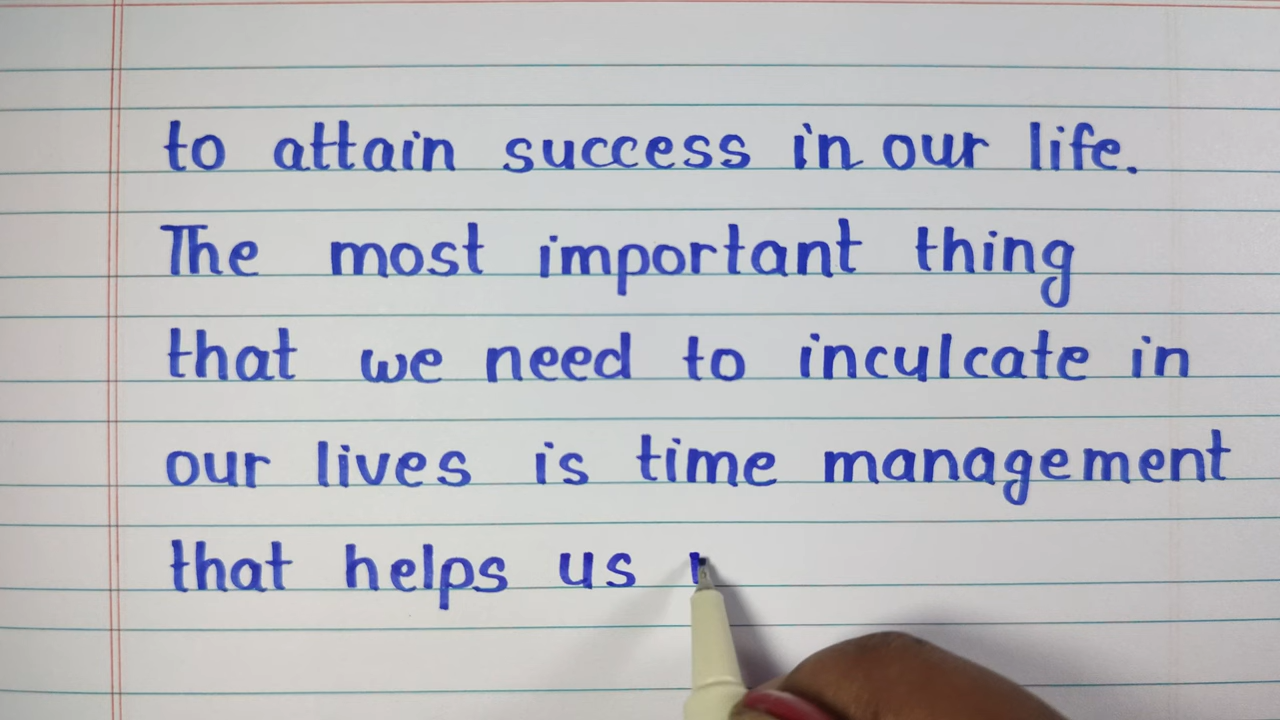 to attain success in our life.
The most important thing
that we need to inculcate in
our lives is time management
that helps us